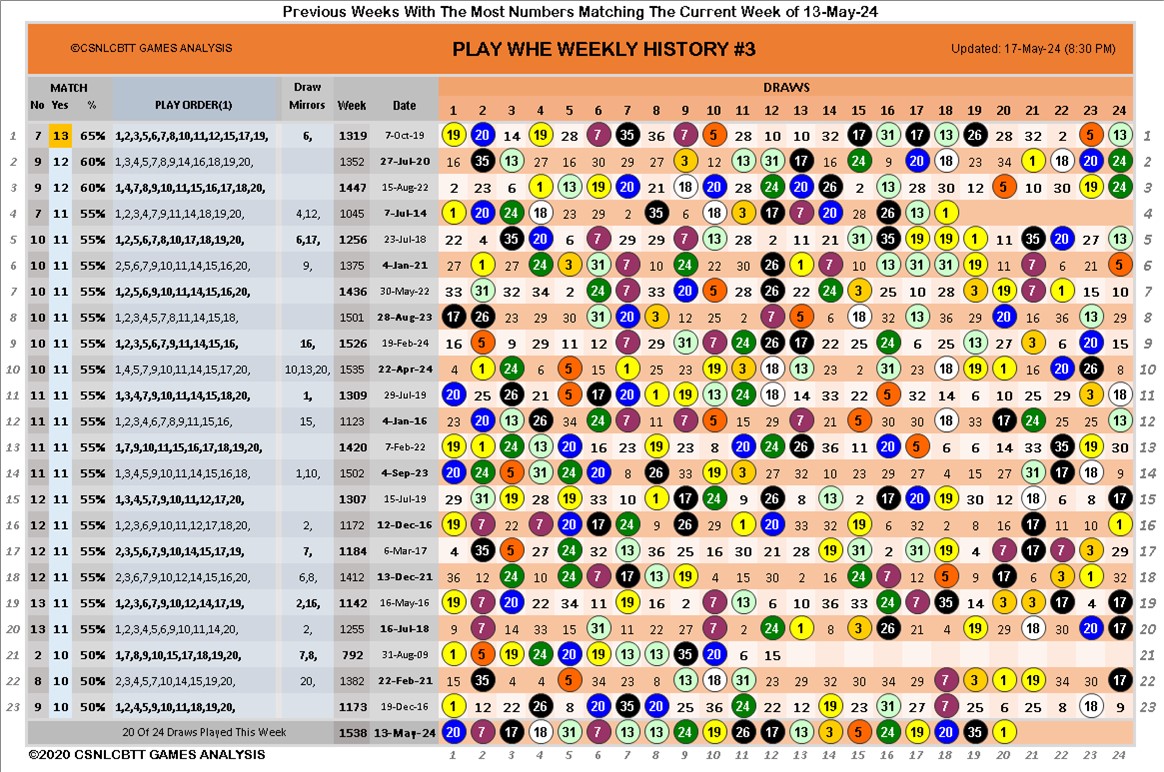 Previous Weeks With The Most Numbers Matching The Current Week of 13-May-24
©CSNLCBTT GAMES ANALYSIS PLAY WHE WEEKLY HISTORY #3 Updated: 17-May-24 (8:30 PM)
MATCH Draw DRAWS
No Yes % PLAY ORDER(1) Mirrors Week Date 1 2 3 4 5 6 7 8 9 10 11 12 13 14 15 16 17 18 19 20 21 22 23 24
1 7 13 65% 1,2,3,5,6,7,8,10,11,12,15,17,19, 6, 1319 7-Oct-19 19 20 14 19 28 7 35 36 7 5 28 10 10 32 17 31 17 13 26 28 32 2 5 13 1
2 9 12 60% 1,3,4,5,7,8,9,14,16,18,19,20, 1352 27-Jul-20 16 35 13 27 16 30 29 27 3 12 13 31 17 16 24 9 20 18 23 34 1 18 20 24 2
3 9 12 60% 1,4,7,8,9,10,11,15,16,17,18,20, 1447 15-Aug-22 2 23 6 1 13 19 20 21 18 20 28 24 20 26 2 13 28 30 12 5 10 30 19 24 3
4 7 11 55% 1,2,3,4,7,9,11,14,18,19,20, 4,12, 1045 7-Jul-14 1 20 24 18 23 29 2 35 6 18 3 17 7 20 28 26 13 1 4
5 10 11 55% 1,2,5,6,7,8,10,17,18,19,20, 6,17, 1256 23-Jul-18 22 4 35 20 6 7 29 29 7 13 28 2 11 21 31 35 19 19 1 11 35 20 27 13 5
6 10 11 55% 2,5,6,7,9,10,11,14,15,16,20, 9, 1375 4-Jan-21 27 1 27 24 3 31 7 10 24 22 30 26 1 7 10 13 31 31 19 11 7 6 21 5 6
7 10 11 55% 1,2,5,6,9,10,11,14,15,16,20, 1436 30-May-22 33 31 32 34 2 24 7 33 20 5 28 26 22 24 3 25 10 28 3 19 7 1 15 10 7
8 10 11 55% 1,2,3,4,5,7,8,11,14,15,18, 1501 28-Aug-23 17 26 23 29 30 31 20 3 12 25 2 7 5 6 18 32 13 36 29 20 16 36 13 28 8
9 10 11 55% 1,2,3,5,6,7,9,11,14,15,16, 16, 1526 19-Feb-24 16 5 9 29 11 12 7 29 31 7 24 26 17 22 25 24 9 25 13 27 3 6 20 15 9
10 10 11 55% 1,4,5,7,9,10,11,14,15,17,20, 10,13,20, 1535 22-Apr-24 4 1 24 6 5 15 1 25 23 19 3 18 13 23 2 31 23 18 19 1 16 20 26 8 10
11 11 11 55% 1,3,4,7,9,10,11,14,15,18,20, 1, 1309 29-Jul-19 20 25 26 21 5 17 20 1 19 13 24 18 14 33 22 5 32 14 6 10 25 29 3 18 11
12 11 11 55% 1,2,3,4,6,7,8,9,11,15,16, 15, 1123 4-Jan-16 12 20 13 26 34 24 7 9 7 5 15 29 7 21 5 30 30 18 32 17 24 12 22 13 12
13 11 11 55% 1,7,9,10,11,15,16,17,18,19,20, 1420 7-Feb-22 19 1 24 13 20 16 23 19 23 8 20 24 26 36 11 20 5 6 6 14 33 35 19 30 13
14 11 11 55% 1,3,4,5,9,10,11,15,16,18, 1,10, 1502 4-Sep-23 20 24 5 31 24 20 8 26 33 19 3 27 14 32 10 23 29 27 4 15 31 17 18 9 14
15 12 11 55% 1,3,4,5,7,9,10,11,12,17,20, 1307 15-Jul-19 29 31 19 28 19 33 10 1 17 24 9 26 8 13 2 17 20 19 30 12 18 6 8 17 15
16 12 11 55% 1,2,3,6,9,10,11,12,17,18,20, 2, 1172 12-Dec-16 19 7 22 7 20 17 24 9 26 29 1 20 33 32 19 6 32 2 8 16 17 11 10 1 16
17 12 11 55% 2,3,5,6,7,9,10,14,15,17,19, 7, 1184 6-Mar-17 4 35 5 27 24 32 13 36 25 16 30 21 28 19 31 2 31 19 4 7 17 7 3 29 17
18 12 11 55% 2,3,6,7,9,10,12,14,15,16,20, 6,8, 1412 13-Dec-21 36 12 24 10 24 7 17 13 19 4 15 30 2 16 24 7 12 5 9 17 6 3 1 32 18
19 13 11 55% 1,2,3,6,7,9,10,12,14,17,19, 2,16, 1142 16-May-16 19 7 20 22 34 11 19 16 2 7 13 6 10 36 33 24 7 35 14 3 3 17 4 17 19
20 13 11 55% 1,2,3,4,5,6,9,10,11,14,20, 2, 1255 16-Jul-18 9 7 14 33 15 31 11 22 27 7 2 24 1 8 3 26 21 4 19 29 18 30 20 17 20
21 2 10 50% 1,7,8,9,10,15,17,18,19,20, 7,8, 792 31-Aug-09 1 5 19 24 20 19 13 13 35 20 6 15 21
22 8 10 50% 2,3,5,7,10,14,15,19,20, 20, 1382 22-Feb-21 15 35 4 4 5 34 23 9 13 18 31 23 29 32 12 22 29 7 3 1 19 34 30 17 22
23 9 10 50% 1,2,4,5,9,10,11,18,19,20, 1173 19-Dec-16 1 12 23 26 8 20 35 20 25 36 24 22 12 19 23 31 27 7 25 6 25 8 18 9 23
20 Of 24 Draws Played This Week 1538 13-May-24 20 7 17 18 31 7 13 13 24 19 26 17 13 3 5 24 19 20 35 1
©2020 CSNLCBTT GAMES ANALYSIS 1 2 3 4 5 6 7 8 9 10 11 12 13 14 15 16 17 18 19 20 21 22 23 24